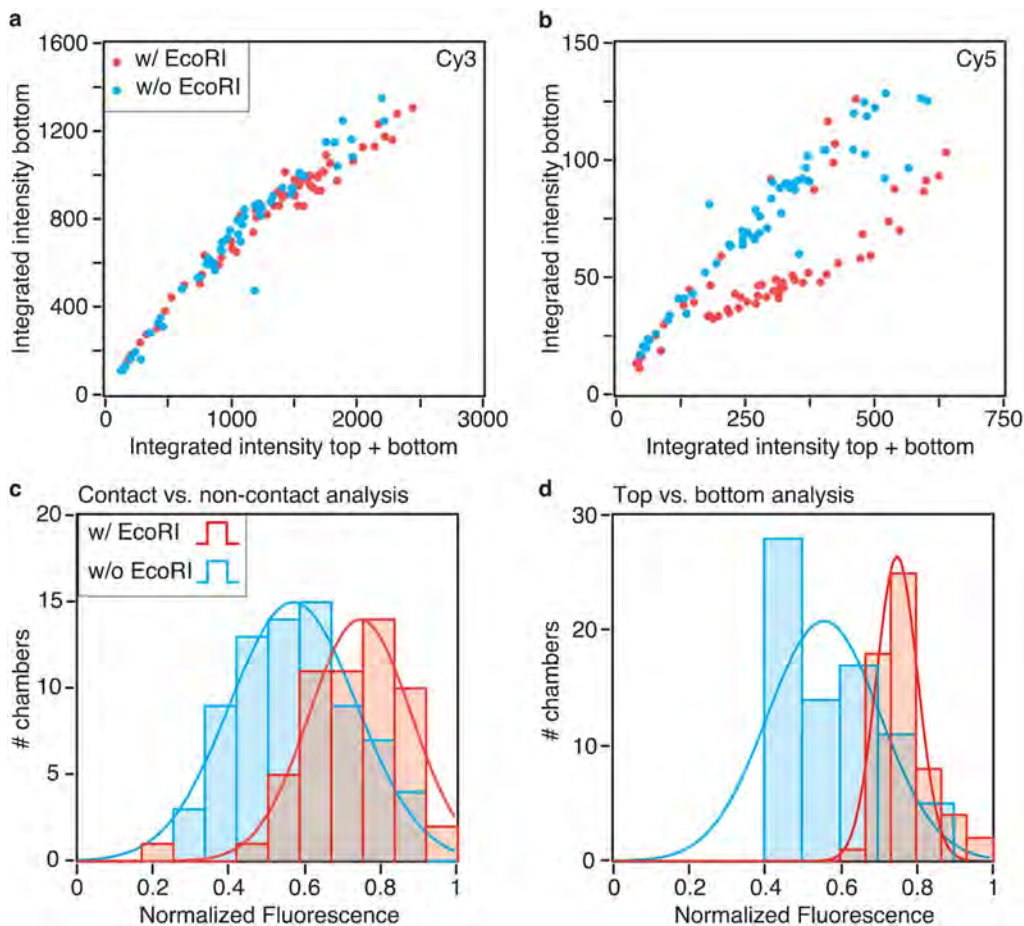 a
b
1600
1200
800
400
0
w/ EcoRI
w/o EcoRI
Cy3
Integrated intensity bottom
0
1000
2000
3000
Integrated intensity top + bottom
150
100
50
0
Cy5
Integrated intensity bottom
0
250
500
750
Integrated intensity top + bottom
c
Contact vs. non-contact analysis
20
15
10
5
0
w/ EcoRI
w/o EcoRI
# chambers
0
0.2
0.4
0.6
0.8
1
Normalized Fluorescence
d
Top vs. bottom analysis
30
20
10
0
# chambers
0
0.2
0.4
0.6
0.8
1
Normalized Fluorescence